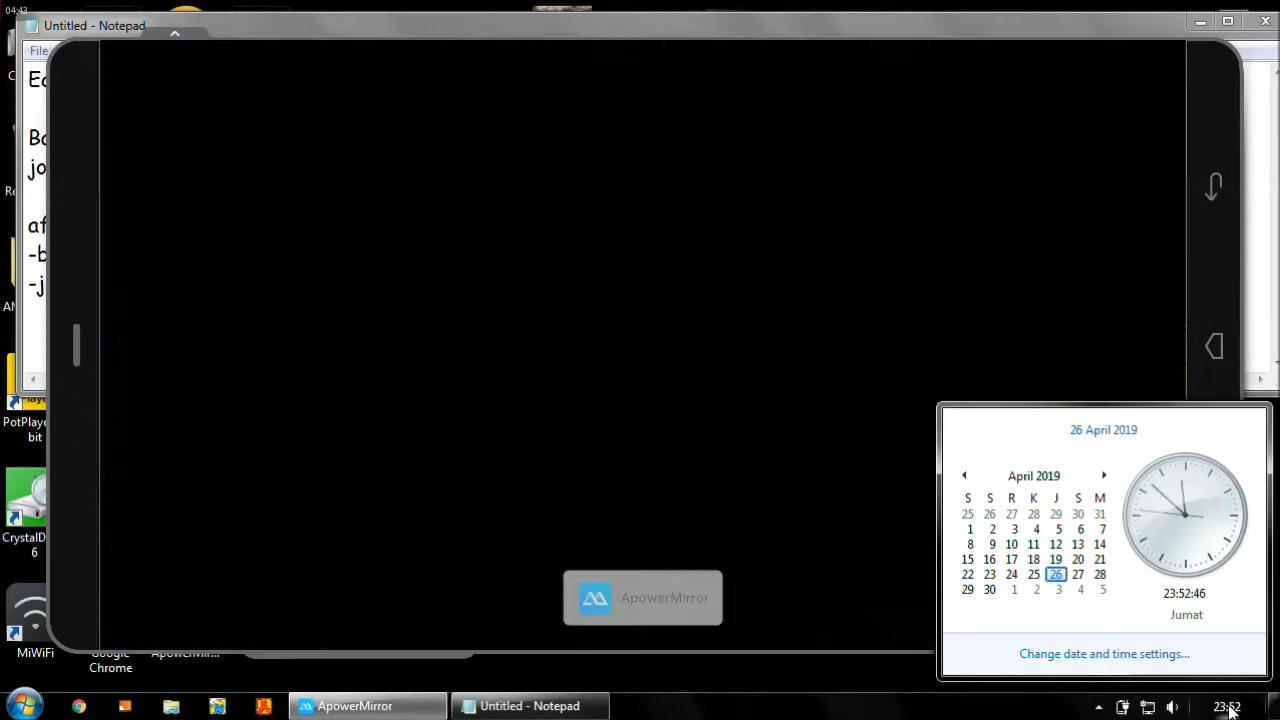 04:43
Untitled - Notepad
File
PotPlayer
bit
CrystalD
6
MiWiFi
Google
Chrome
ApowerMir...
ApowerMirror
26 April 2019
April 2019
S S R K J S M
25 26 27 28 29 30 31
1 2 3 4 5 6 7
8 9 10 11 12 13 14
15 16 17 18 19 20 21
22 23 24 25 26 27 28
29 30 1 2 3 4 5
23:52:46
Jumat
Change date and time settings...
ApowerMirror
Untitled - Notepad
23:52